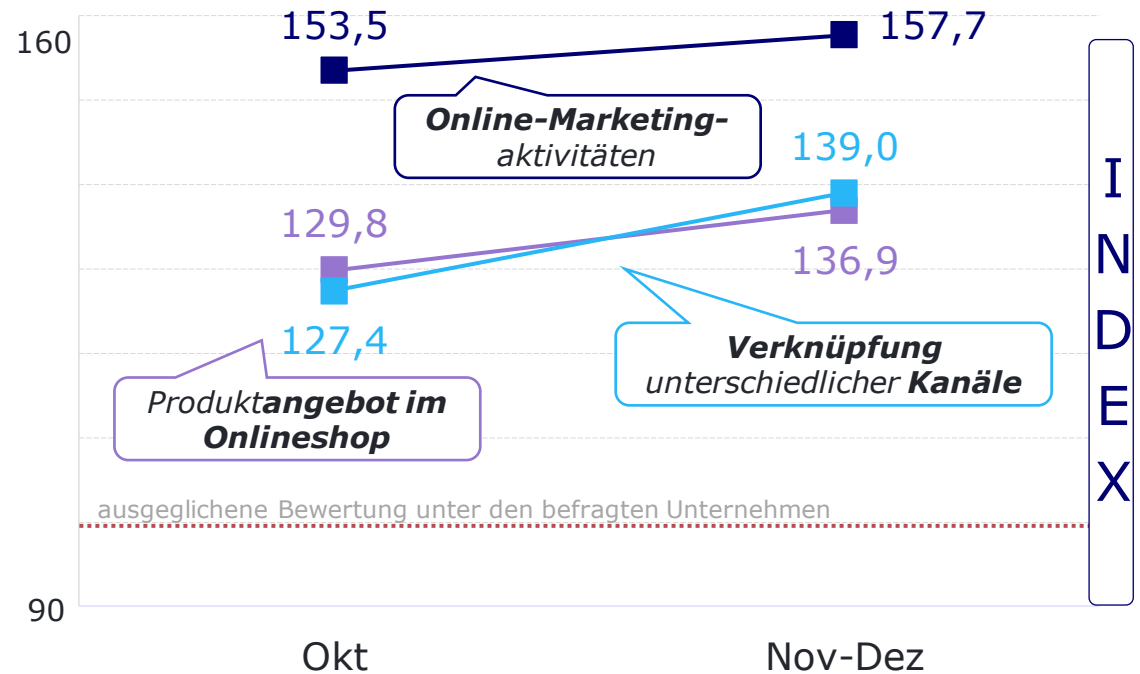 160
153,5
157,7
Online-Marketing-
aktivitäten
139,0
129,8
136,9
127,4
Verknüpfung
unterschiedlicher Kanäle
Produktangebot im
Onlineshop
ausgeglichene Bewertung unter den befragten Unternehmen
90
Okt
Nov-Dez
I
N
D
E
X